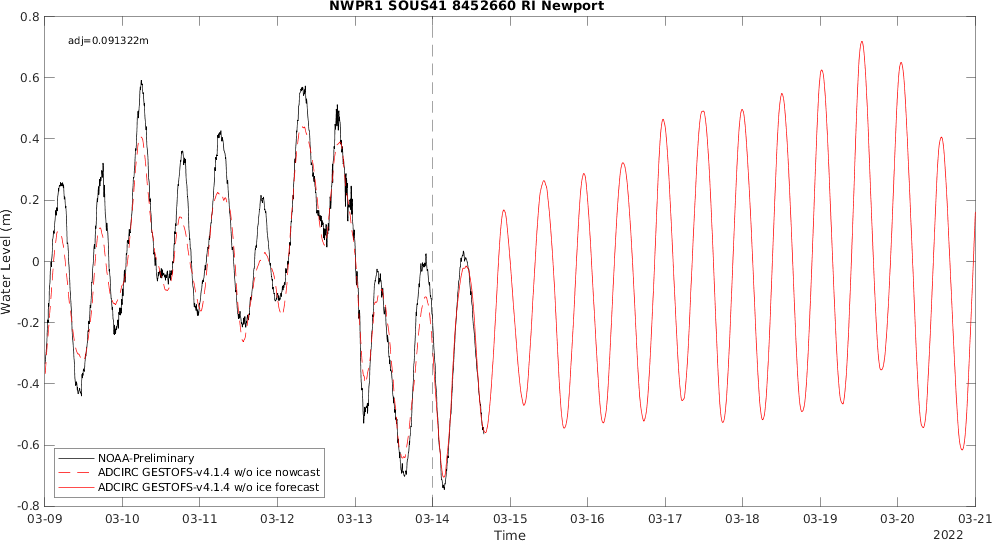 NWPR1 SOUS41 8452660 RI Newport
adj=0.091322m
0.8
0.6
0.4
0.2
0
-0.2
-0.4
-0.6
-0.8
Water Level (m)
NOAA-Preliminary
ADCIRC GESTOFS-v4.1.4 w/o ice nowcast
ADCIRC GESTOFS-v4.1.4 w/o ice forecast
03-09 03-10 03-11 03-12 03-13 03-14 03-15 03-16 03-17 03-18 03-19 03-20 03-21
Time
2022